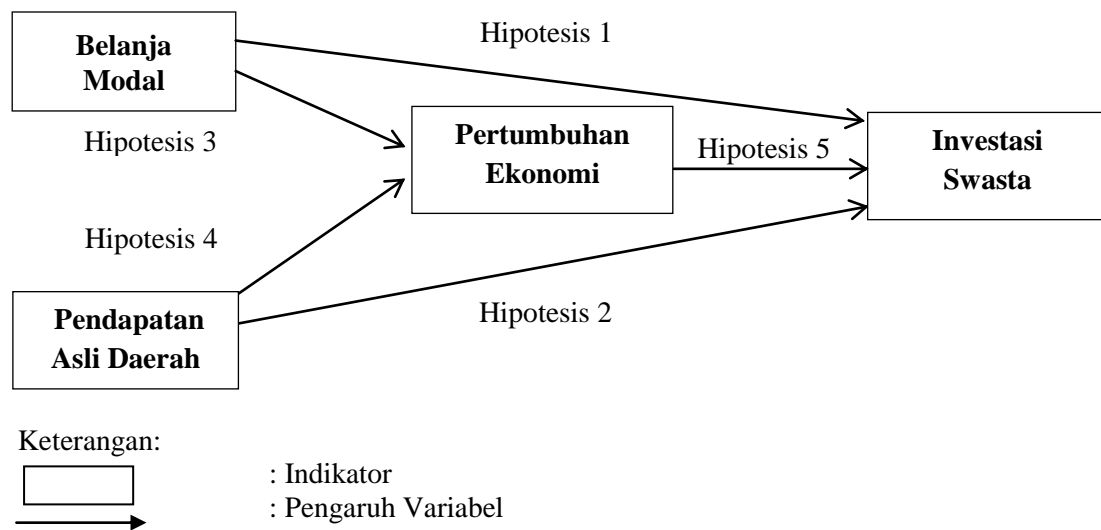 Belanja
Modal
Hipotesis 1
Hipotesis 3
Pertumbuhan
Ekonomi
Hipotesis 5
Investasi
Swasta
Hipotesis 4
Pendapatan
Asli Daerah
Hipotesis 2
Keterangan:
: Indikator
: Pengaruh Variabel